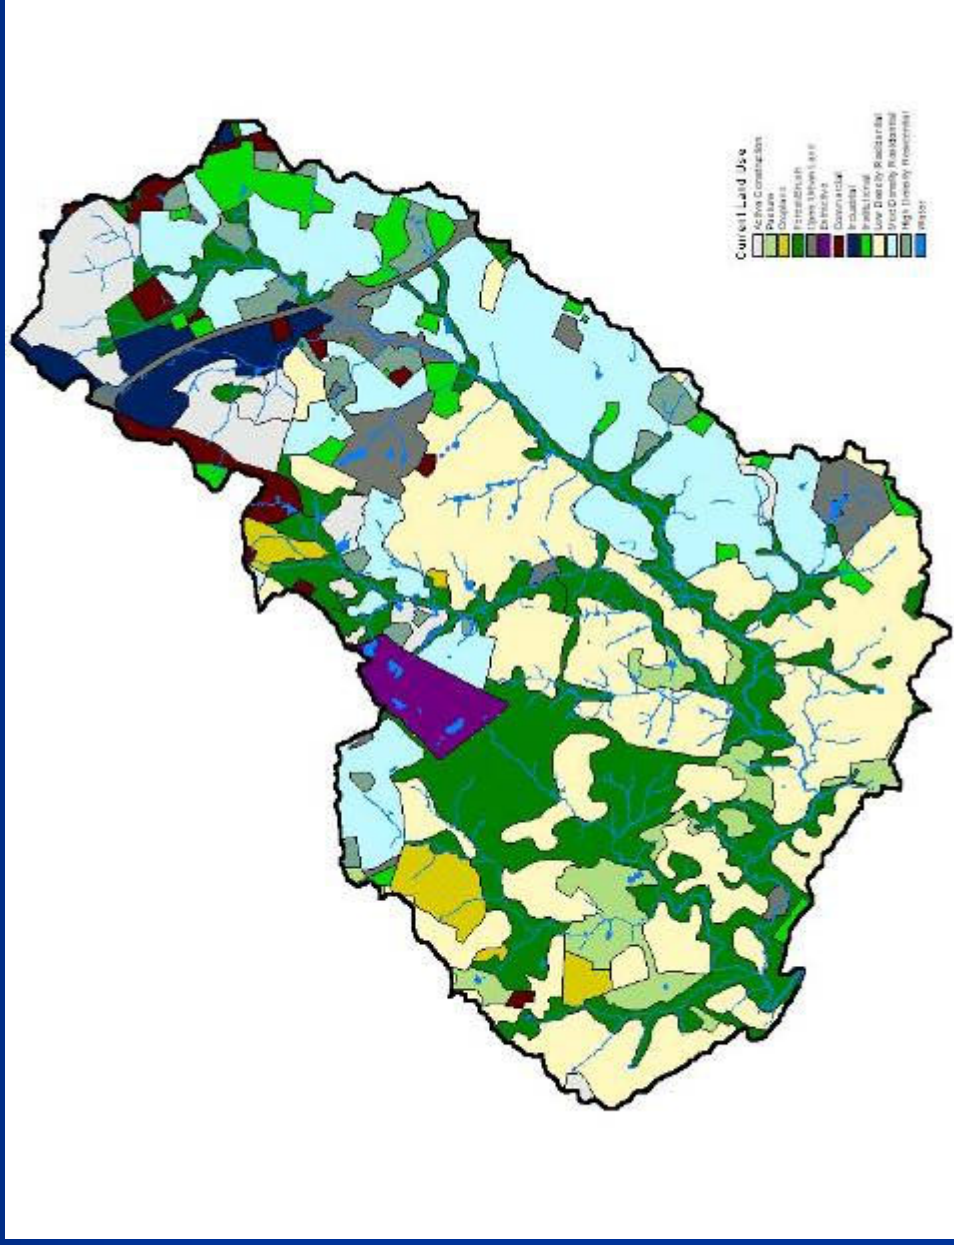 Current Land Use
Active Construction
Pasture
Cropland
Forest/Brush
Open Urban Land
Extractive
Commercial
Industrial
Institutional
Low Density Residential
Med Density Residential
High Density Residential
Water